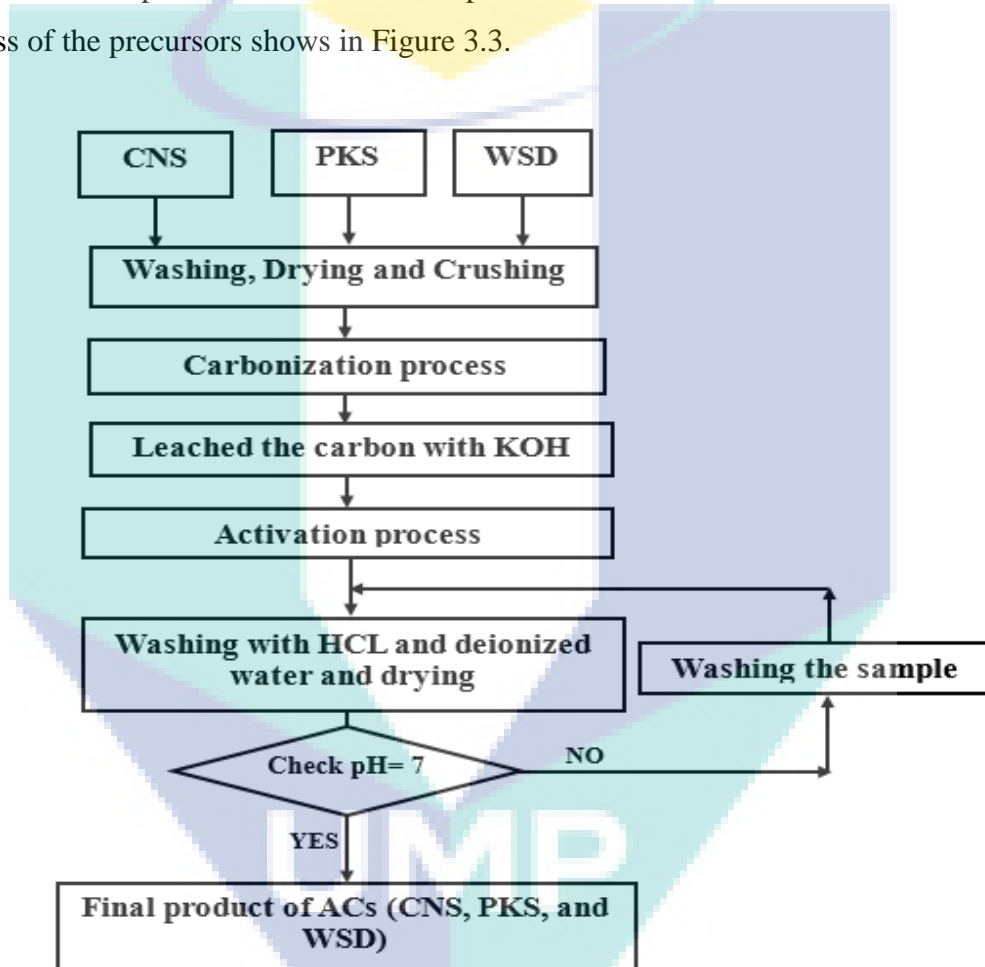 ss of the precursors shows in Figure 3.3.
CNS
PKS
WSD
Washing, Drying and Crushing
Carbonization process
Leached the carbon with KOH
Activation process
Washing with HCL and deionized
water and drying
Washing the sample
Check pH= 7
NO
YES
UMP
Final product of ACs (CNS, PKS, and
WSD)